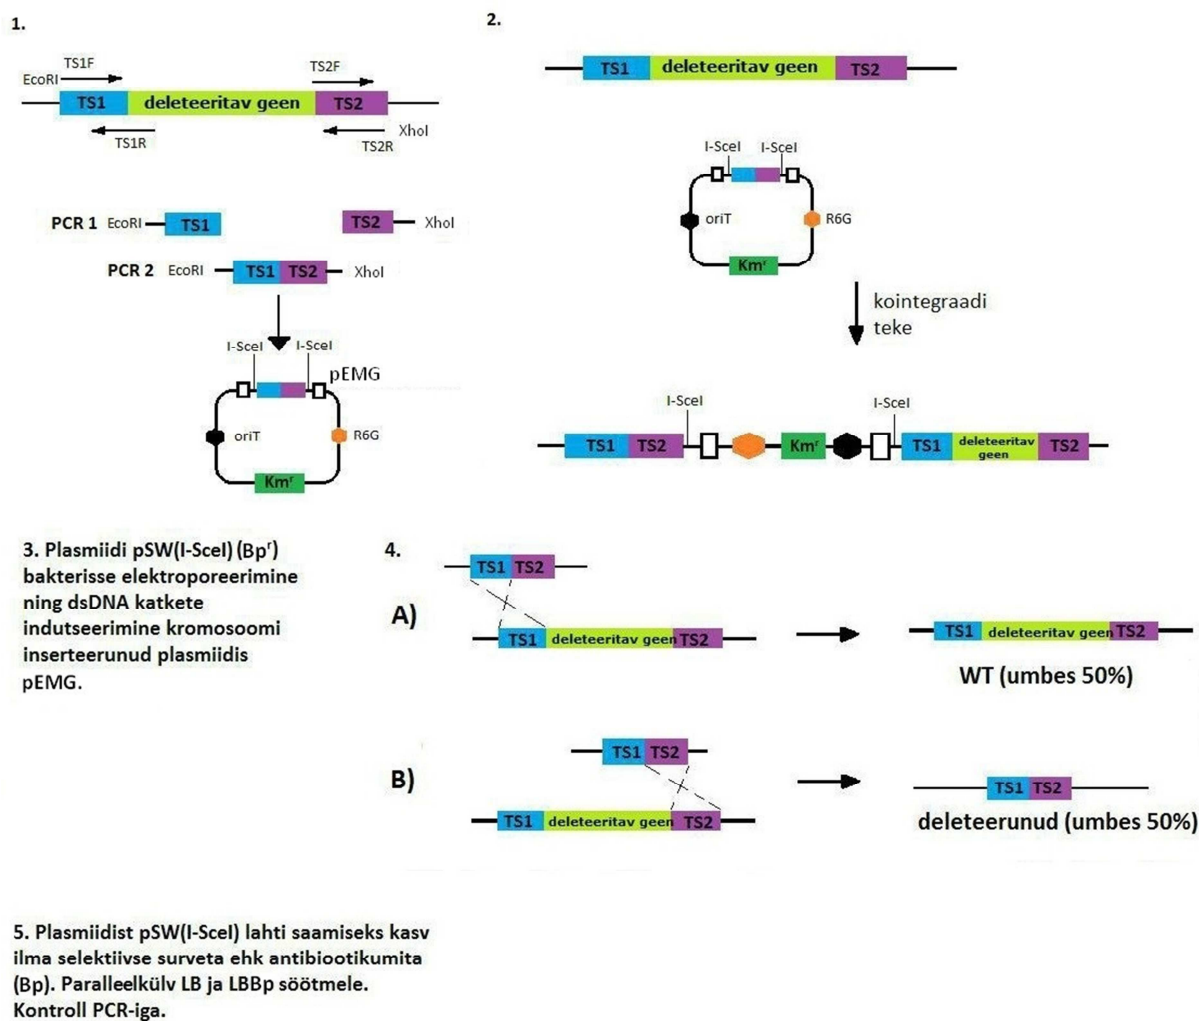 1.
TS1F
EcoRI
TS2F
TS1 deleteeritav geen TS2
TS1R
TS2R
XhoI
PCR 1 EcoRI TS1 TS2 XhoI
PCR 2 EcoRI TS1 TS2 XhoI
I-SceI I-SceI
pEMG
oriT R6G
Kmʳ
2.
TS1 deleteeritav geen TS2
I-SceI I-SceI
oriT R6G
Kmʳ
kointegraadi
teke
I-SceI I-SceI
TS1 TS2 Kmʳ TS1 deleteeritav geen TS2
3. Plasmiidi pSW(I-SceI) (Bpʳ)
bakterisse elektroporeerimine
ning dsDNA katkete
indutseerimine kromosoomi
inserteerunud plasmiidis
pEMG.
4.
TS1 TS2
A)
TS1 deleteeritav geen TS2
TS1 deleteeritav geen TS2
WT (umbes 50%)
TS1 TS2
B)
TS1 deleteeritav geen TS2
TS1 TS2
deleteerunud (umbes 50%)
5. Plasmiidist pSW(I-SceI) lahti saamiseks kasv
ilma selektiivse surveta ehk antibiootikumita
(Bp). Paralleelkülv LB ja LBBp söötmele.
Kontroll PCR-iga.